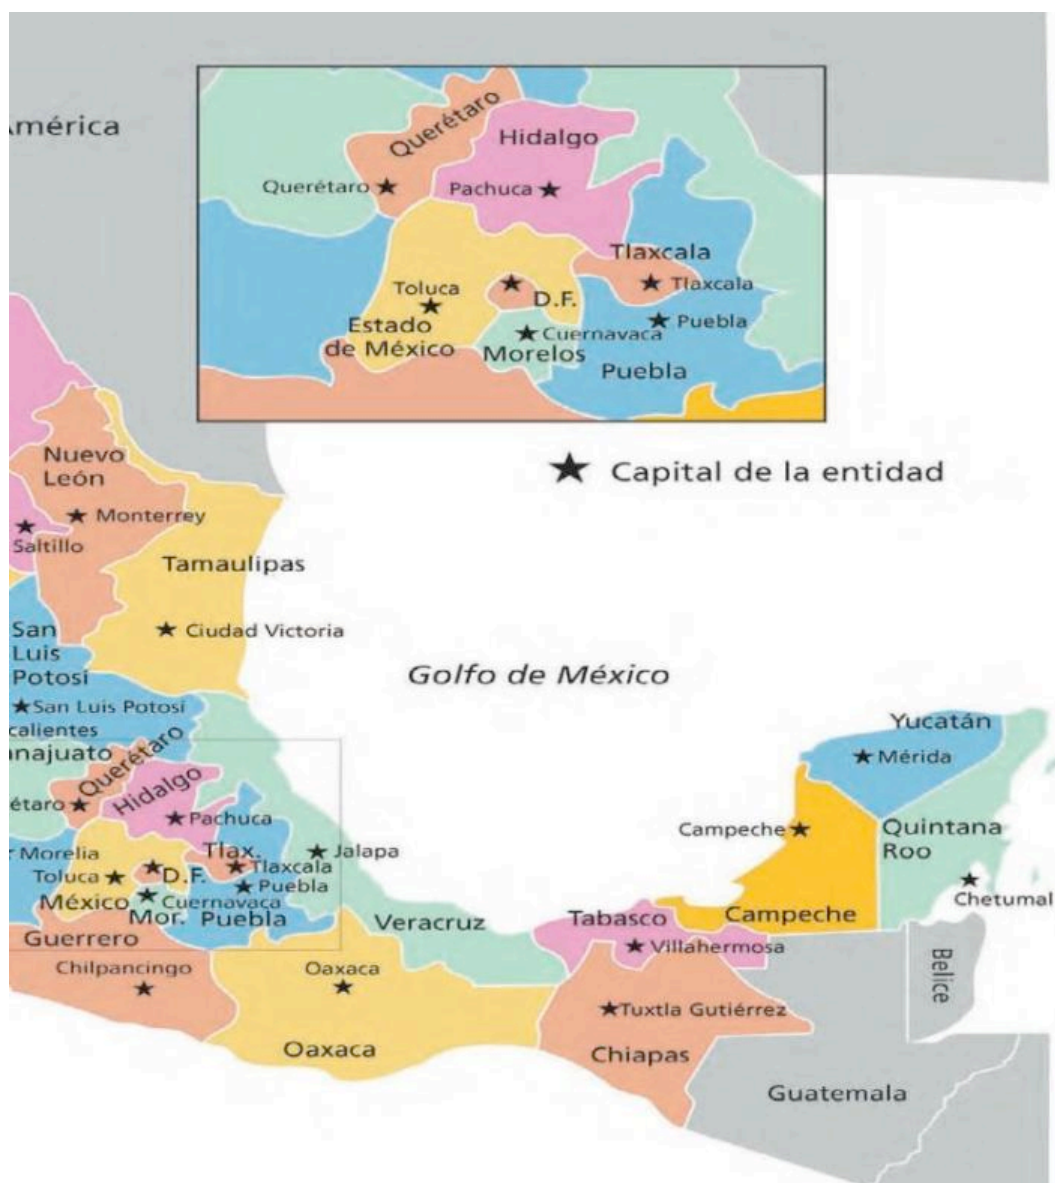 América
Querétaro
Hidalgo
Querétaro
Pachuca
Tlaxcala
Tlaxcala
Toluca
D.F.
Estado
de México
Cuernavaca
Puebla
Morelos
Puebla
Capital de la entidad
Nuevo
León
Monterrey
Saltillo
Tamaulipas
Ciudad Victoria
San
Luis
Potosí
San Luis Potosí
Golfo de México
calientes
najuato
Querétaro
étaro
Hidalgo
Pachuca
Morelia
Toluca
D.F.
Tlax.
Tlaxcala
Puebla
Jalapa
México
Cuernavaca
Mor.
Puebla
Veracruz
Guerrero
Chilpancingo
Oaxaca
Oaxaca
Yucatán
Mérida
Campeche
Quintana
Roo
Chetumal
Campeche
Tabasco
Villahermosa
Tuxtla Gutiérrez
Chiapas
Belice
Guatemala